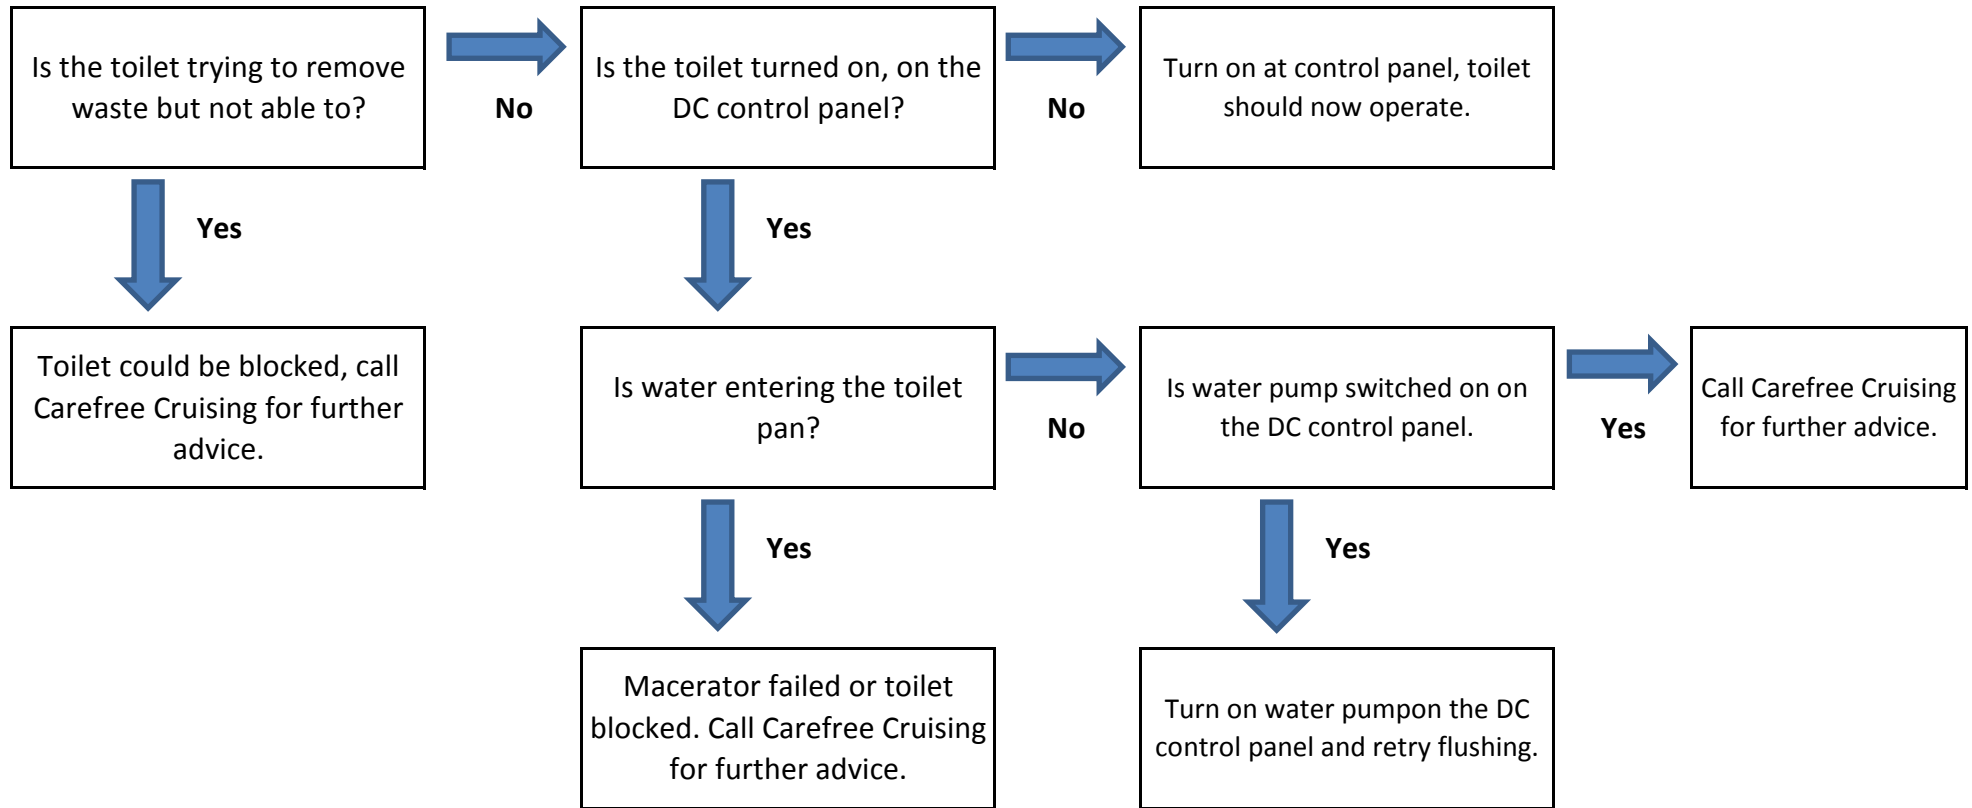 Is the toilet trying to remove
waste but not able to?
No
Is the toilet turned on, on the
DC control panel?
No
Turn on at control panel, toilet
should now operate.
Yes
Yes
Toilet could be blocked, call
Carefree Cruising for further
advice.
Is water entering the toilet
pan?
No
Is water pump switched on on
the DC control panel.
Yes
Call Carefree Cruising
for further advice.
Yes
Yes
Macerator failed or toilet
blocked. Call Carefree Cruising
for further advice.
Turn on water pumpon the DC
control panel and retry flushing.